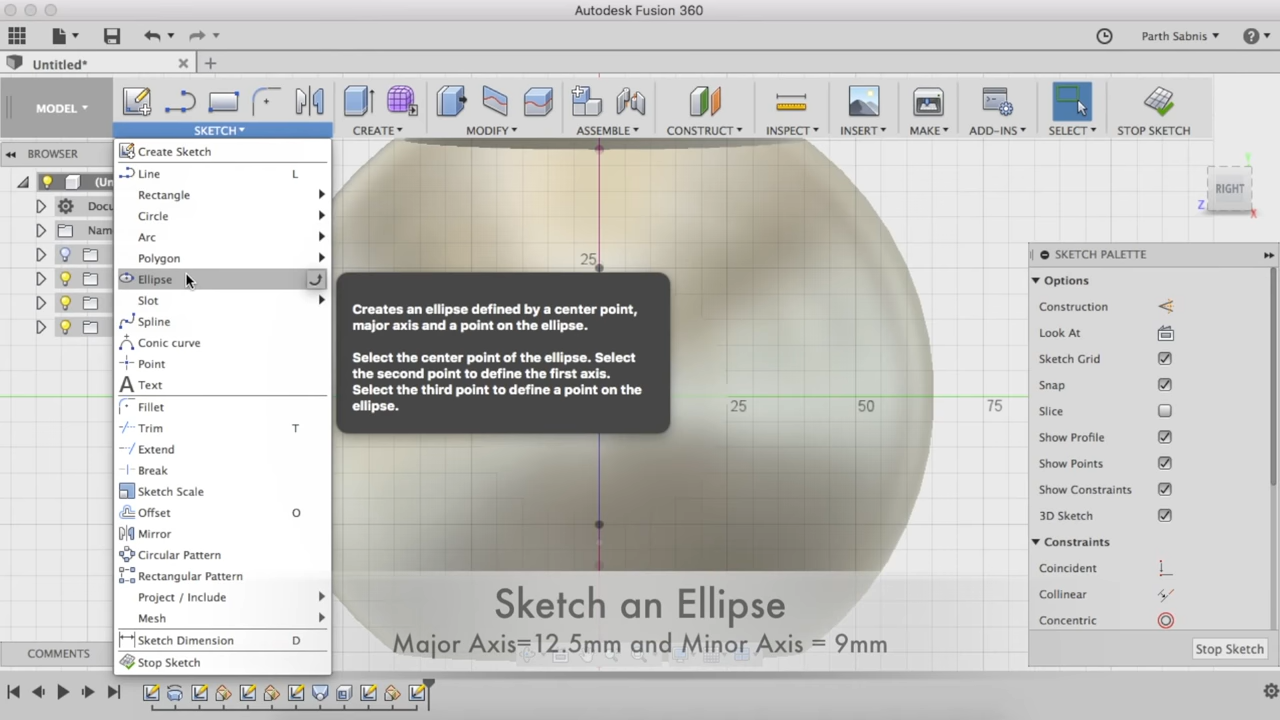 Autodesk Fusion 360
Parth Sabnis
Untitled*
MODEL
SKETCH
CREATE
MODIFY
ASSEMBLE
CONSTRUCT
INSPECT
INSERT
MAKE
ADD-INS
SELECT
STOP SKETCH
BROWSER
(Un
Docu
Name
Create Sketch
Line L
Rectangle
Circle
Arc
Polygon
Ellipse
Slot
Spline
Conic curve
Point
Text
Fillet
Trim T
Extend
Break
Sketch Scale
Offset O
Mirror
Circular Pattern
Rectangular Pattern
Project / Include
Mesh
Sketch Dimension D
Stop Sketch
Creates an ellipse defined by a center point,
major axis and a point on the ellipse.
Select the center point of the ellipse. Select
the second point to define the first axis.
Select the third point to define a point on the
ellipse.
25
25
50
75
Y
RIGHT
Z
X
SKETCH PALETTE
Options
Construction
Look At
Sketch Grid
Snap
Slice
Show Profile
Show Points
Show Constraints
3D Sketch
Constraints
Coincident
Collinear
Concentric
Stop Sketch
Sketch an Ellipse
Major Axis=12.5mm and Minor Axis = 9mm
COMMENTS